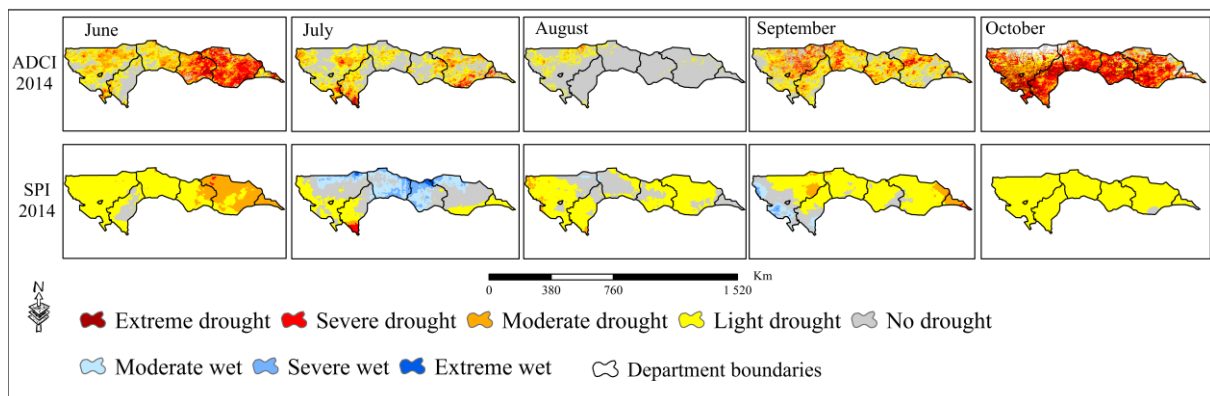 June
July
August
September
October
ADCI
2014
SPI
2014
Km
0 380 760 1 520
N
Extreme drought Severe drought Moderate drought Light drought No drought
Moderate wet Severe wet Extreme wet Department boundaries